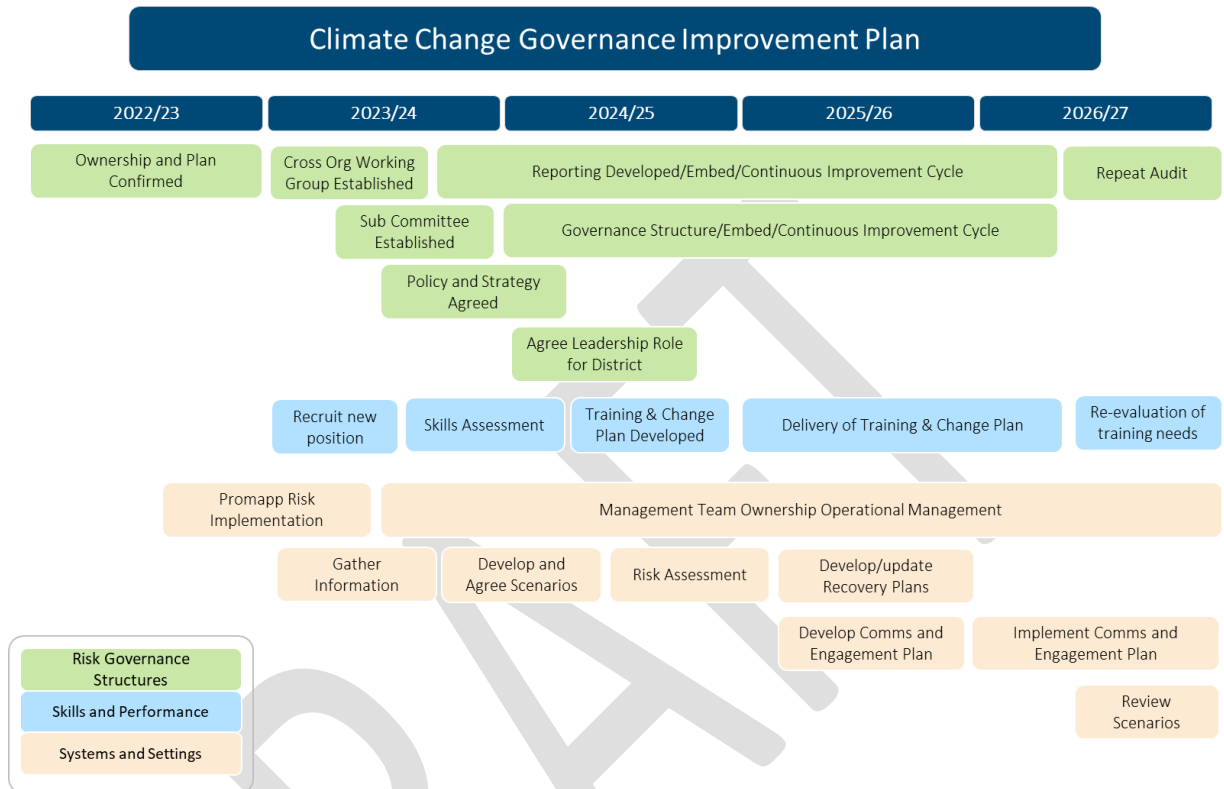 Climate Change Governance Improvement Plan
2022/23
2023/24
2024/25
2025/26
2026/27
Ownership and Plan
Confirmed
Cross Org Working
Group Established
Reporting Developed/Embed/Continuous Improvement Cycle
Repeat Audit
Sub Committee
Established
Governance Structure/Embed/Continuous Improvement Cycle
Policy and Strategy
Agreed
Agree Leadership Role
for District
Recruit new
position
Skills Assessment
Training & Change
Plan Developed
Delivery of Training & Change Plan
Re-evaluation of
training needs
Promapp Risk
Implementation
Management Team Ownership Operational Management
Gather
Information
Develop and
Agree Scenarios
Risk Assessment
Develop/update
Recovery Plans
Develop Comms and
Engagement Plan
Implement Comms and
Engagement Plan
Review
Scenarios
Risk Governance
Structures
Skills and Performance
Systems and Settings